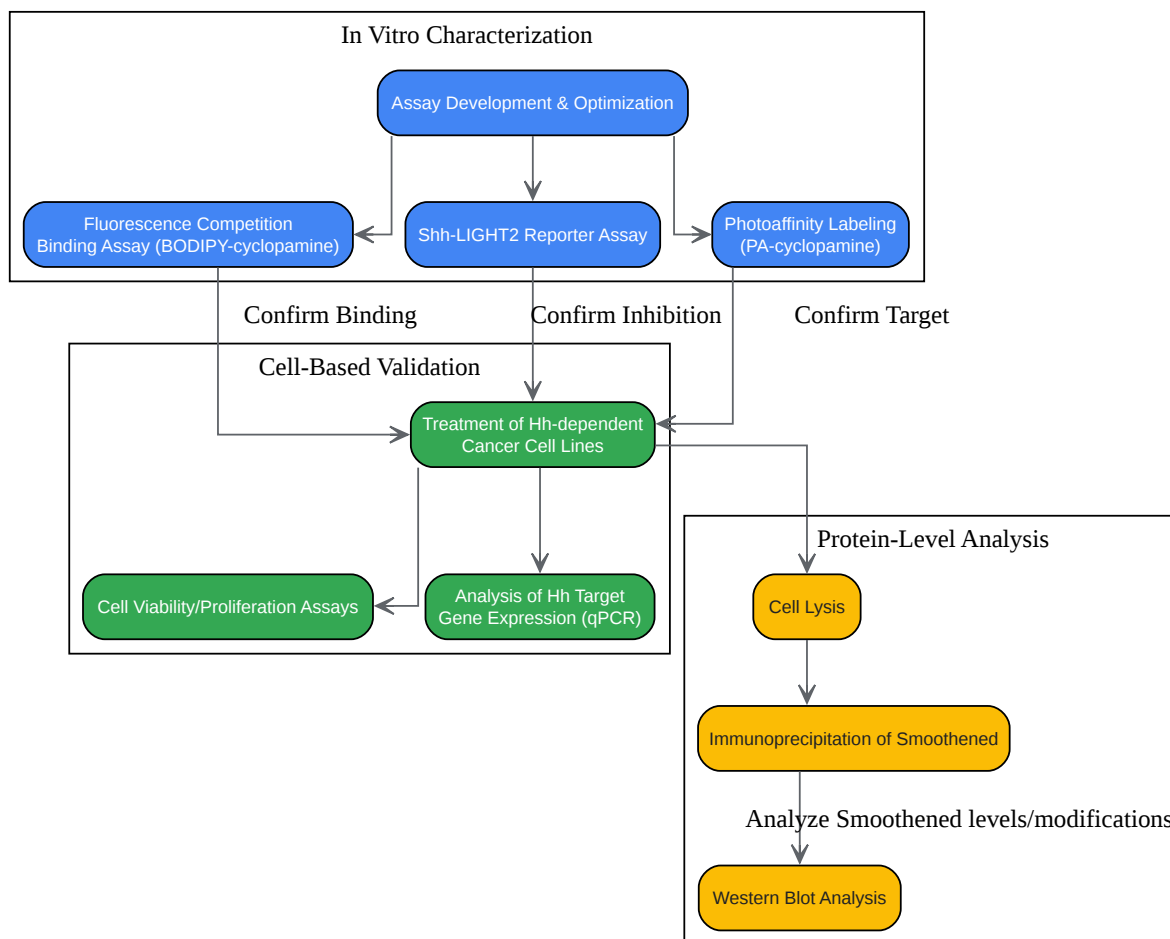 In Vitro Characterization
Assay Development & Optimization
Fluorescence Competition
Binding Assay (BODIPY-cyclopamine)
Shh-LIGHT2 Reporter Assay
Photoaffinity Labeling
(PA-cyclopamine)
Confirm Binding
Confirm Inhibition
Confirm Target
Cell-Based Validation
Treatment of Hh-dependent
Cancer Cell Lines
Cell Viability/Proliferation Assays
Analysis of Hh Target
Gene Expression (qPCR)
Protein-Level Analysis
Cell Lysis
Immunoprecipitation of Smoothened
Analyze Smoothened levels/modifications
Western Blot Analysis